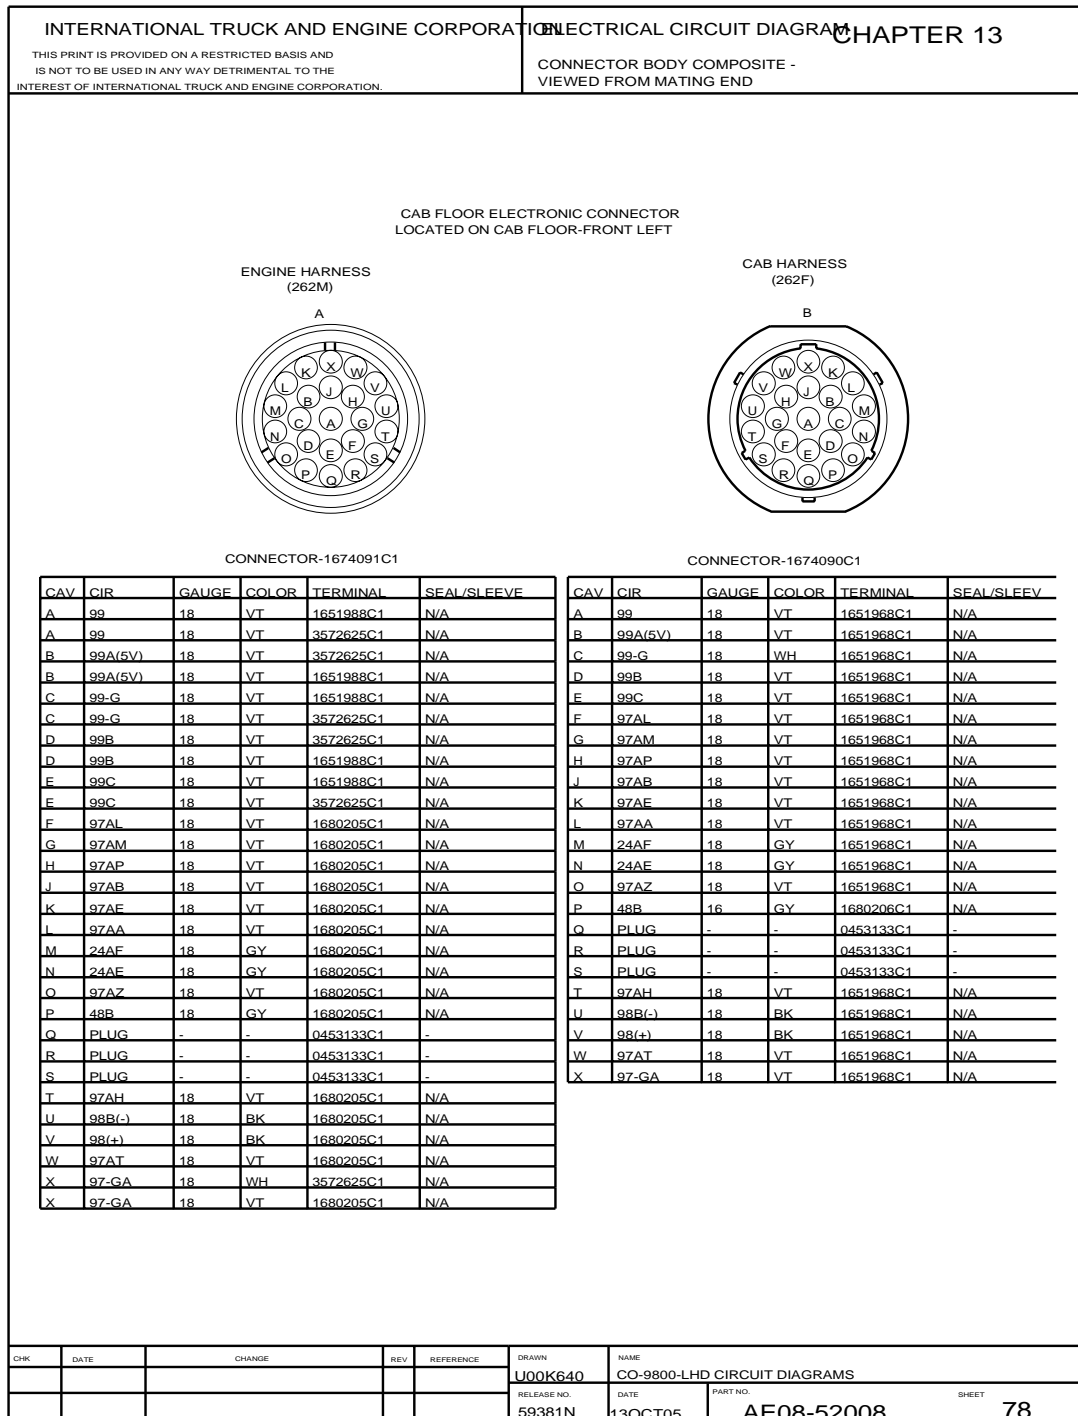 INTERNATIONAL TRUCK AND ENGINE CORPORATION
THIS PRINT IS PROVIDED ON A RESTRICTED BASIS AND
IS NOT TO BE USED IN ANY WAY DETRIMENTAL TO THE
INTEREST OF INTERNATIONAL TRUCK AND ENGINE CORPORATION.
ELECTRICAL CIRCUIT DIAGRAM
CHAPTER 13
CONNECTOR BODY COMPOSITE -
VIEWED FROM MATING END
CAB FLOOR ELECTRONIC CONNECTOR
LOCATED ON CAB FLOOR-FRONT LEFT
ENGINE HARNESS
(262M)
A
X
K W
J
L V
B H
M U
C A G
N T
D F
E
O S
P R
Q
CAB HARNESS
(262F)
B
X
W K
J
V L
H B
U M
G A C
T N
F D
E
S O
R P
Q
CONNECTOR-1674091C1
CAV CIR GAUGE COLOR TERMINAL SEAL/SLEEVE
A 99 18 VT 1651988C1 N/A
A 99 18 VT 3572625C1 N/A
B 99A(5V) 18 VT 3572625C1 N/A
B 99A(5V) 18 VT 1651988C1 N/A
C 99-G 18 VT 1651988C1 N/A
C 99-G 18 VT 3572625C1 N/A
D 99B 18 VT 3572625C1 N/A
D 99B 18 VT 1651988C1 N/A
E 99C 18 VT 1651988C1 N/A
E 99C 18 VT 3572625C1 N/A
F 97AL 18 VT 1680205C1 N/A
G 97AM 18 VT 1680205C1 N/A
H 97AP 18 VT 1680205C1 N/A
J 97AB 18 VT 1680205C1 N/A
K 97AE 18 VT 1680205C1 N/A
L 97AA 18 VT 1680205C1 N/A
M 24AF 18 GY 1680205C1 N/A
N 24AE 18 GY 1680205C1 N/A
O 97AZ 18 VT 1680205C1 N/A
P 48B 18 GY 1680205C1 N/A
Q PLUG - - 0453133C1 -
R PLUG - - 0453133C1 -
S PLUG - - 0453133C1 -
T 97AH 18 VT 1680205C1 N/A
U 98B(-) 18 BK 1680205C1 N/A
V 98(+) 18 BK 1680205C1 N/A
W 97AT 18 VT 1680205C1 N/A
X 97-GA 18 WH 3572625C1 N/A
X 97-GA 18 VT 1680205C1 N/A
CONNECTOR-1674090C1
CAV CIR GAUGE COLOR TERMINAL SEAL/SLEEV
A 99 18 VT 1651968C1 N/A
B 99A(5V) 18 VT 1651968C1 N/A
C 99-G 18 WH 1651968C1 N/A
D 99B 18 VT 1651968C1 N/A
E 99C 18 VT 1651968C1 N/A
F 97AL 18 VT 1651968C1 N/A
G 97AM 18 VT 1651968C1 N/A
H 97AP 18 VT 1651968C1 N/A
J 97AB 18 VT 1651968C1 N/A
K 97AE 18 VT 1651968C1 N/A
L 97AA 18 VT 1651968C1 N/A
M 24AF 18 GY 1651968C1 N/A
N 24AE 18 GY 1651968C1 N/A
O 97AZ 18 VT 1651968C1 N/A
P 48B 16 GY 1680206C1 N/A
Q PLUG - - 0453133C1 -
R PLUG - - 0453133C1 -
S PLUG - - 0453133C1 -
T 97AH 18 VT 1651968C1 N/A
U 98B(-) 18 BK 1651968C1 N/A
V 98(+) 18 BK 1651968C1 N/A
W 97AT 18 VT 1651968C1 N/A
X 97-GA 18 VT 1651968C1 N/A
CHK DATE CHANGE REV REFERENCE
DRAWN
U00K640
NAME
CO-9800-LHD CIRCUIT DIAGRAMS
RELEASE NO.
59381N
DATE
13OCT05
PART NO.
AE08-52008
SHEET
78